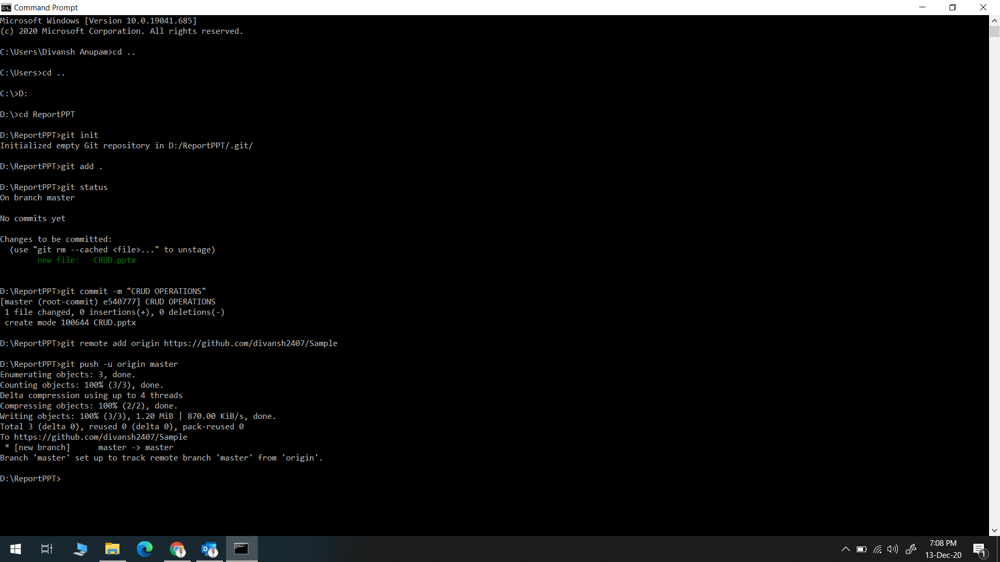 Command Prompt
Microsoft Windows [Version 10.0.19041.685]
(c) 2020 Microsoft Corporation. All rights reserved.
C:\Users\Divansh Anupam>cd ..
C:\Users>cd ..
C:\>D:
D:\>cd ReportPPT
D:\ReportPPT>git init
Initialized empty Git repository in D:/ReportPPT/.git/
D:\ReportPPT>git add .
D:\ReportPPT>git status
On branch master
No commits yet
Changes to be committed:
  (use "git rm --cached <file>..." to unstage)
        new file:   CRUD.pptx
D:\ReportPPT>git commit -m "CRUD OPERATIONS"
[master (root-commit) e540777] CRUD OPERATIONS
 1 file changed, 0 insertions(+), 0 deletions(-)
 create mode 100644 CRUD.pptx
D:\ReportPPT>git remote add origin https://github.com/divansh2407/Sample
D:\ReportPPT>git push -u origin master
Enumerating objects: 3, done.
Counting objects: 100% (3/3), done.
Delta compression using up to 4 threads
Compressing objects: 100% (2/2), done.
Writing objects: 100% (3/3), 1.20 MiB | 870.00 KiB/s, done.
Total 3 (delta 0), reused 0 (delta 0), pack-reused 0
To https://github.com/divansh2407/Sample
 * [new branch]      master -> master
Branch 'master' set up to track remote branch 'master' from 'origin'.
D:\ReportPPT>
7:08 PM
13-Dec-20
1